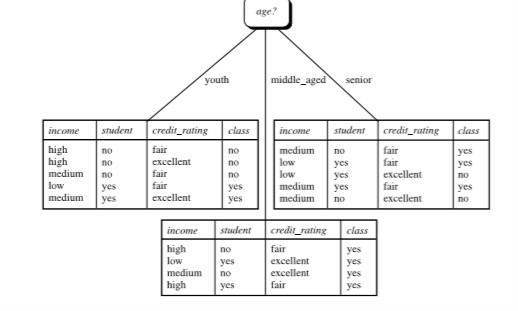 age?
youth
middle_aged
senior
income student credit_rating class
high no fair no
high no excellent no
medium no fair no
low yes fair yes
medium yes excellent yes
income student credit_rating class
medium no fair yes
low yes fair yes
low yes excellent no
medium yes fair yes
medium no excellent no
income student credit_rating class
high no fair yes
low yes excellent yes
medium no excellent yes
high yes fair yes